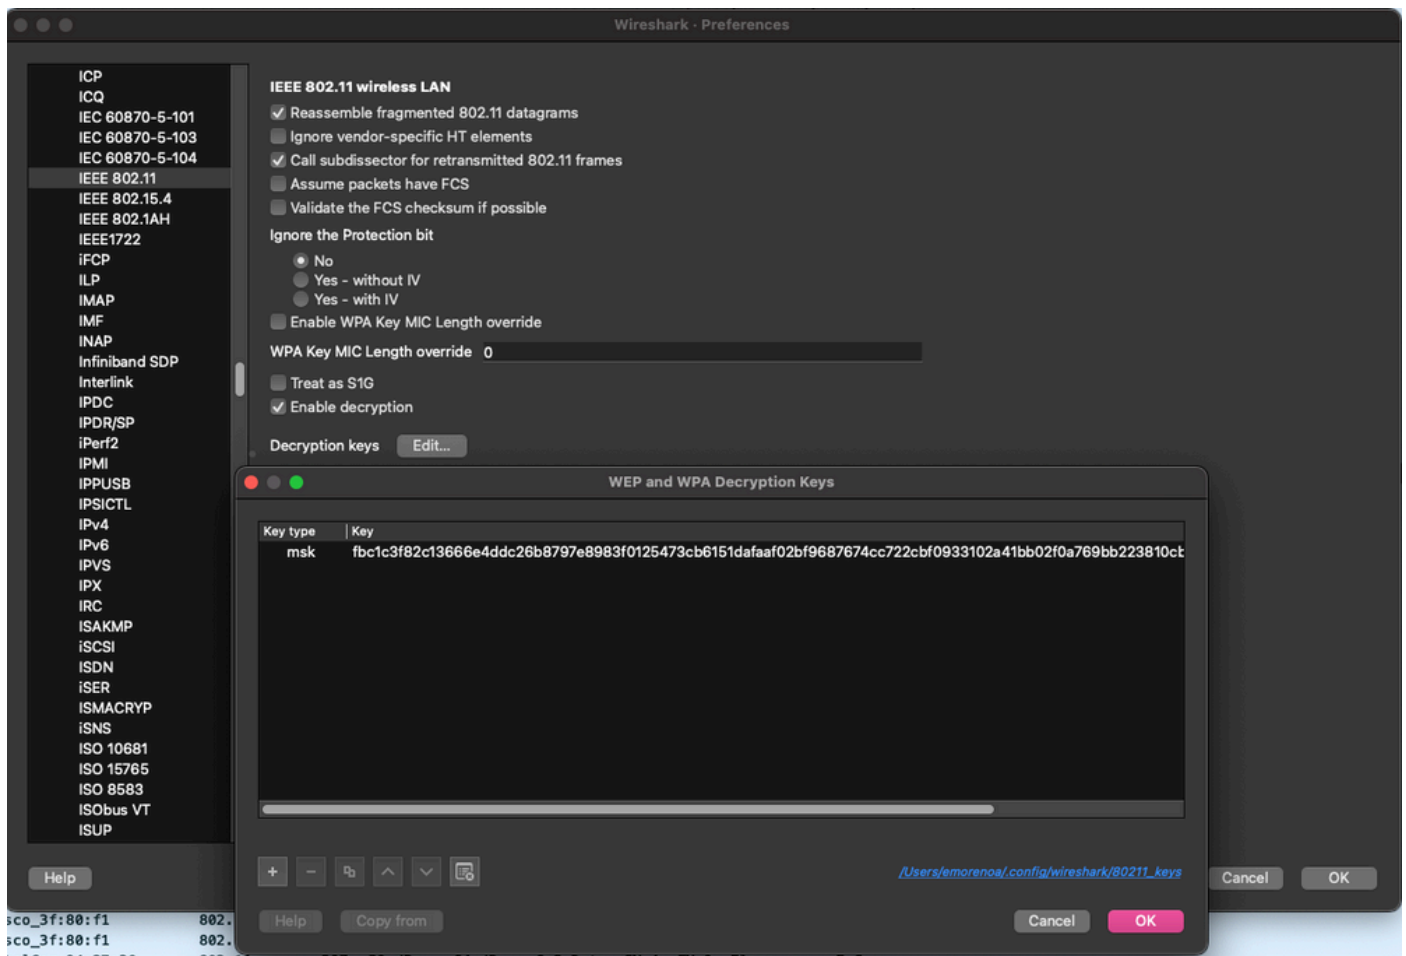 Wireshark · Preferences
ICP
ICQ
IEC 60870-5-101
IEC 60870-5-103
IEC 60870-5-104
IEEE 802.11
IEEE 802.15.4
IEEE 802.1AH
IEEE1722
iFCP
ILP
IMAP
IMF
INAP
Infiniband SDP
Interlink
IPDC
IPDR/SP
iPerf2
IPMI
IPPUSB
IPSICTL
IPv4
IPv6
IPVS
IPX
IRC
ISAKMP
iSCSI
ISDN
iSER
ISMACRYP
iSNS
ISO 10681
ISO 15765
ISO 8583
ISObus VT
ISUP
IEEE 802.11 wireless LAN
Reassemble fragmented 802.11 datagrams
Ignore vendor-specific HT elements
Call subdissector for retransmitted 802.11 frames
Assume packets have FCS
Validate the FCS checksum if possible
Ignore the Protection bit
No
Yes - without IV
Yes - with IV
Enable WPA Key MIC Length override
WPA Key MIC Length override 0
Treat as S1G
Enable decryption
Decryption keys Edit...
WEP and WPA Decryption Keys
Key type Key
msk fbc1c3f82c13666e4ddc26b8797e8983f0125473cb6151dafaaf02bf9687674cc722cbf0933102a41bb02f0a769bb223810cb
/Users/emorenoa/.config/wireshark/80211_keys
Help Copy from Cancel OK
Help Cancel OK
sco_3f:80:f1 802.
sco_3f:80:f1 802.